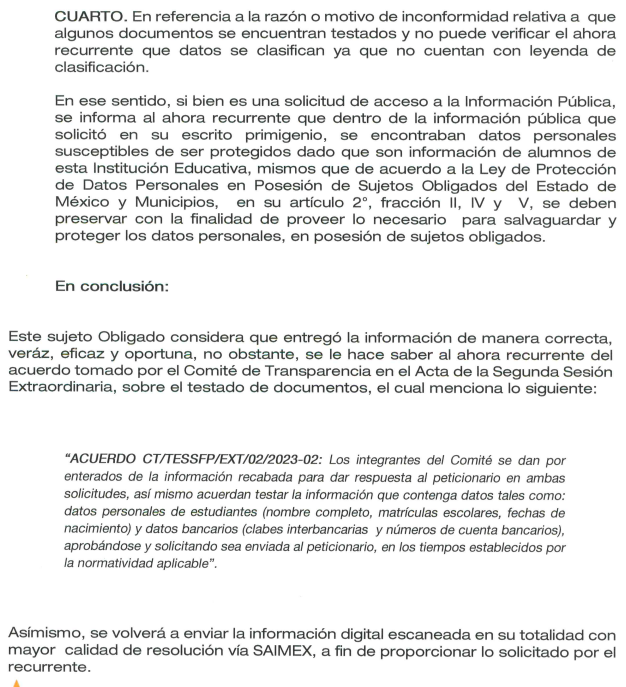 CUARTO. En referencia a la razón o motivo de inconformidad relativa a  que
algunos documentos se encuentran testados y no puede verificar el ahora
recurrente que datos se clasifican ya que no cuentan con leyenda de
clasificación.
En ese sentido, si bien es una solicitud de acceso a la Información Pública,
se informa al ahora recurrente que dentro de la información pública que
solicitó en su escrito primigenio, se encontraban datos personales
susceptibles de ser protegidos dado que son información de alumnos de
esta Institución Educativa, mismos que de acuerdo a la Ley de Protección
de Datos Personales en Posesión de Sujetos Obligados del Estado de
México y Municipios,  en su artículo 2°, fracción II, IV y  V, se deben
preservar con la finalidad de proveer lo necesario  para salvaguardar y
proteger los datos personales, en posesión de sujetos obligados.
En conclusión:
Este sujeto Obligado considera que entregó la información de manera correcta,
veráz, eficaz y oportuna, no obstante, se le hace saber al ahora recurrente del
acuerdo tomado por el Comité de Transparencia en el Acta de la Segunda Sesión
Extraordinaria, sobre el testado de documentos, el cual menciona lo siguiente:
"ACUERDO CT/TESSFP/EXT/02/2023-02: Los integrantes del Comité se dan por
enterados de la información recabada para dar respuesta al peticionario en ambas
solicitudes, así mismo acuerdan testar la información que contenga datos tales como:
datos personales de estudiantes (nombre completo, matrículas escolares, fechas de
nacimiento) y datos bancarios (clabes interbancarias  y números de cuenta bancarios),
aprobándose y solicitando sea enviada al peticionario, en los tiempos establecidos por
la normatividad aplicable".
Asímismo, se volverá a enviar la información digital escaneada en su totalidad con
mayor  calidad de resolución vía SAIMEX, a fin de proporcionar lo solicitado por el
recurrente.